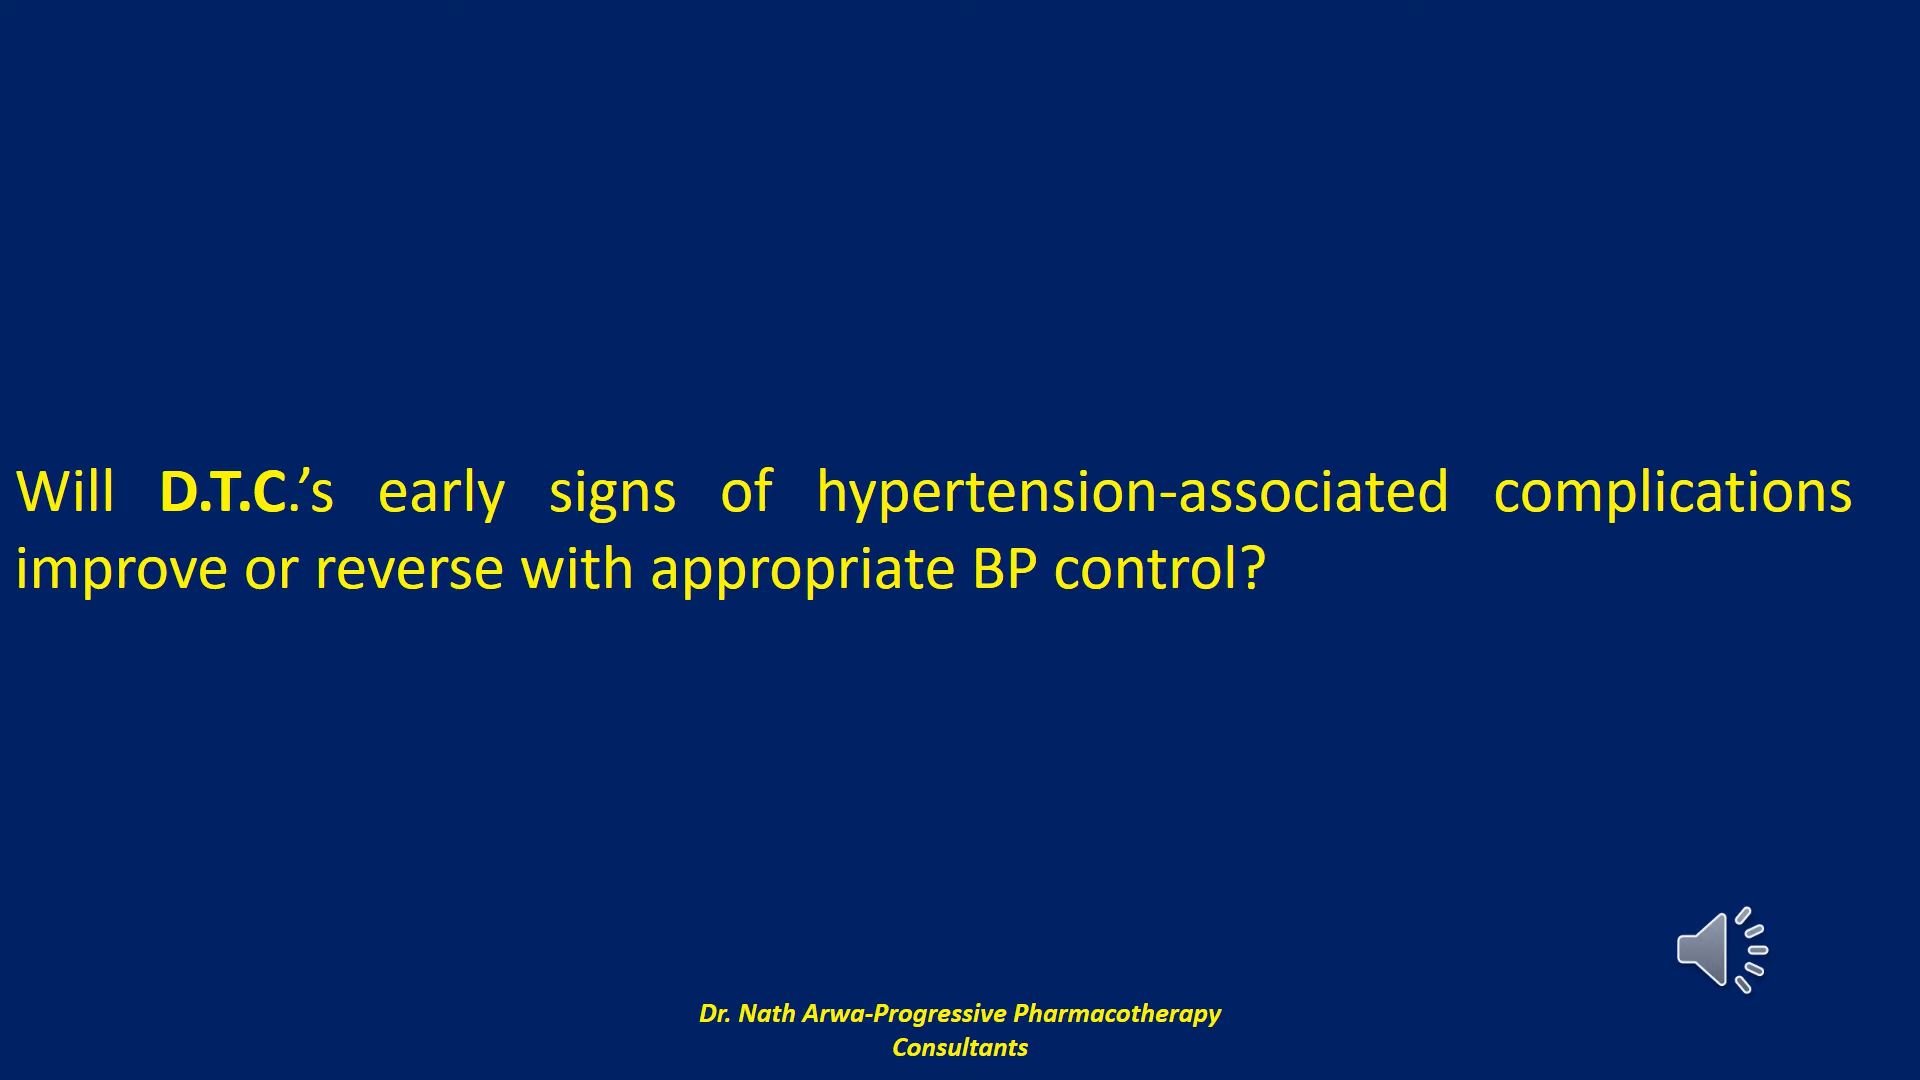 Will D.T.C.’s early signs of hypertension-associated complications
improve or reverse with appropriate BP control?
Dr. Nath Arwa-Progressive Pharmacotherapy
Consultants